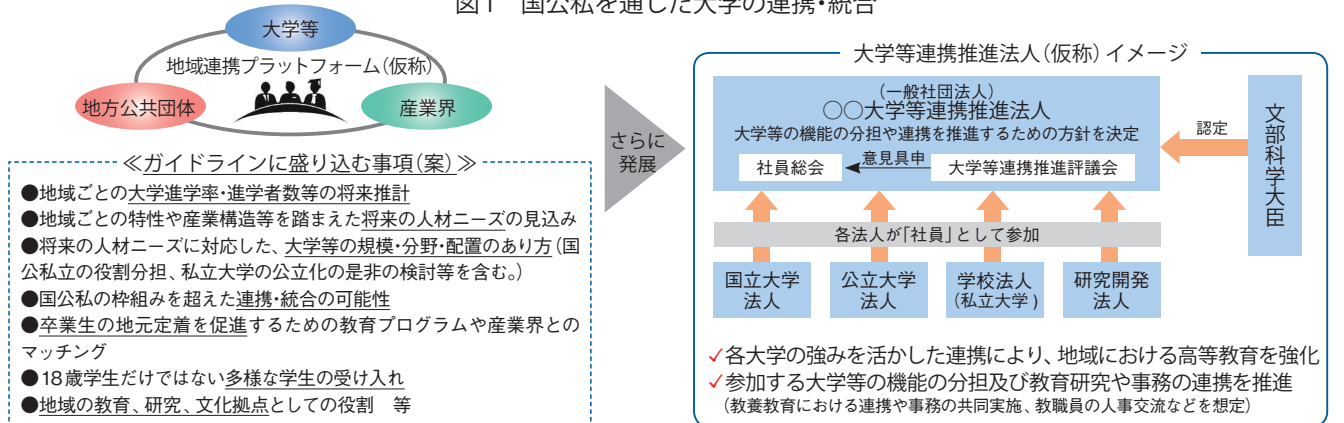 図1 国公私を通じた大学の連携・統合
大学等
地域連携プラットフォーム(仮称)
地方公共団体
産業界
≪ガイドラインに盛り込む事項(案)≫
●地域ごとの大学進学率・進学者数等の将来推計
●地域ごとの特性や産業構造等を踏まえた将来の人材ニーズの見込み
●将来の人材ニーズに対応した、大学等の規模・分野・配置のあり方(国
公私立の役割分担、私立大学の公立化の是非の検討等を含む。)
●国公私の枠組みを超えた連携・統合の可能性
●卒業生の地元定着を促進するための教育プログラムや産業界との
マッチング
●18歳学生だけではない多様な学生の受け入れ
●地域の教育、研究、文化拠点としての役割 等
さらに
発展
大学等連携推進法人(仮称)イメージ
(一般社団法人)
〇〇大学等連携推進法人
大学等の機能の分担や連携を推進するための方針を決定
社員総会
意見具申
大学等連携推進評議会
認定
文部科学大臣
各法人が「社員」として参加
国立大学
法人
公立大学
法人
学校法人
(私立大学)
研究開発
法人
✓各大学の強みを活かした連携により、地域における高等教育を強化
✓参加する大学等の機能の分担及び教育研究や事務の連携を推進
(教養教育における連携や事務の共同実施、教職員の人事交流などを想定)